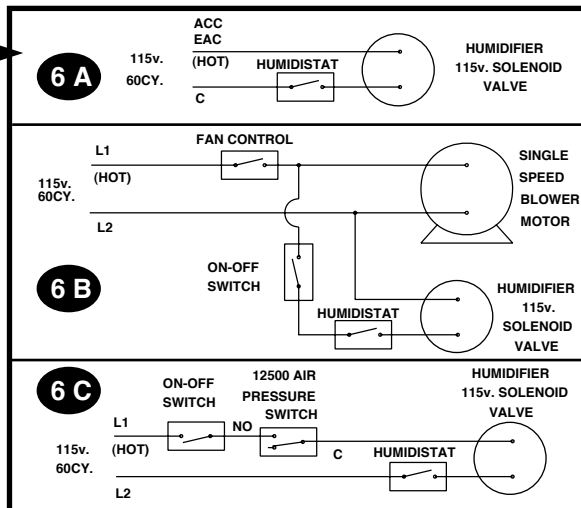 6 A
ACC
EAC
(HOT)
115v.
60CY.
C
HUMIDISTAT
HUMIDIFIER
115v. SOLENOID
VALVE
6 B
FAN CONTROL
L1
(HOT)
115v.
60CY.
L2
SINGLE
SPEED
BLOWER
MOTOR
ON-OFF
SWITCH
HUMIDISTAT
HUMIDIFIER
115v.
SOLENOID
VALVE
6 C
ON-OFF
SWITCH
12500 AIR
PRESSURE
SWITCH
HUMIDIFIER
115v. SOLENOID
VALVE
L1
(HOT)
NO
C
115v.
60CY.
HUMIDISTAT
L2